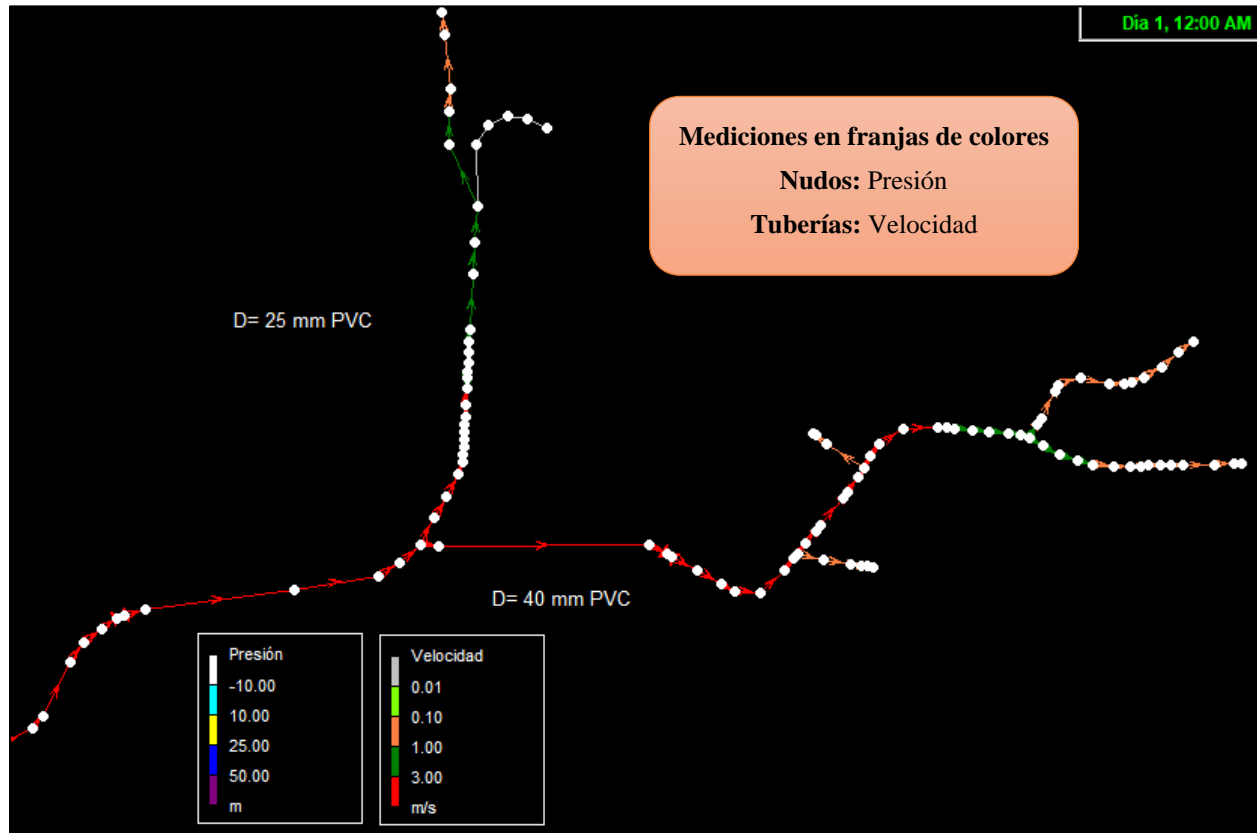 Día 1, 12:00 AM
Mediciones en franjas de colores
Nudos: Presión
Tuberías: Velocidad
D= 25 mm PVC
D= 40 mm PVC
Presión
-10.00
10.00
25.00
50.00
m
Velocidad
0.01
0.10
1.00
3.00
m/s